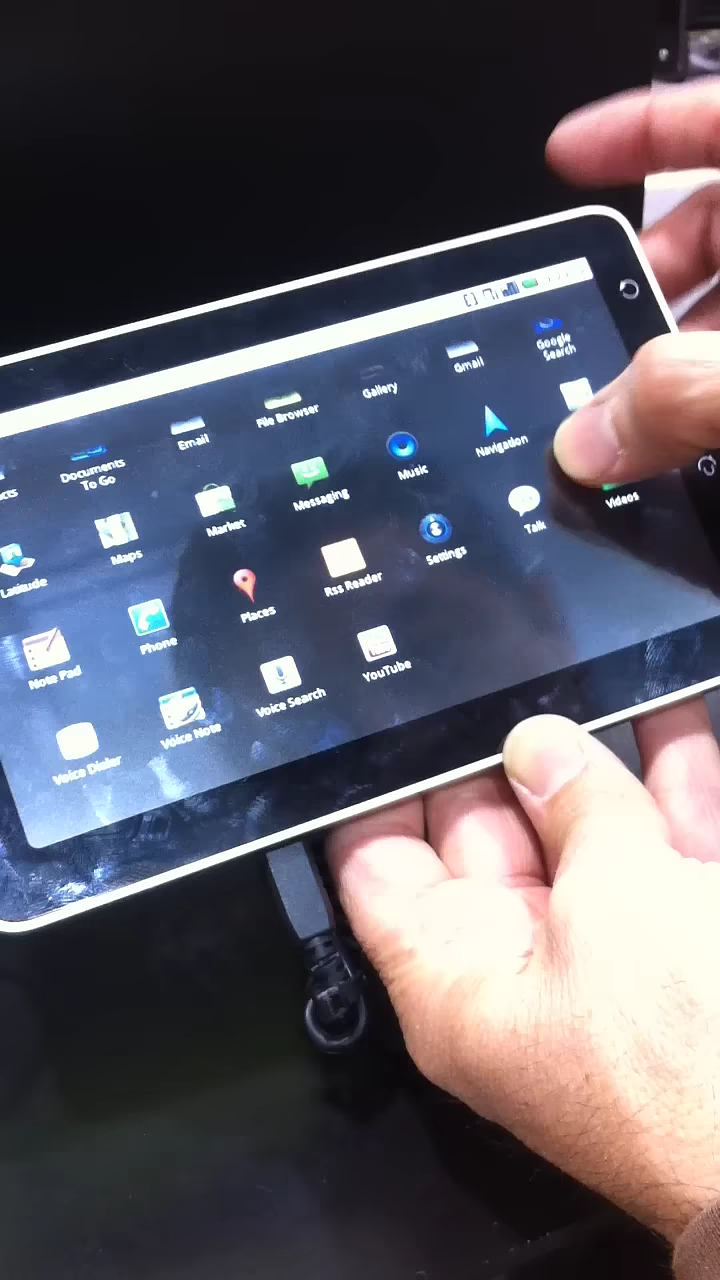 Documents
To Go
Email
File Browser
Gallery
Gmail
Google
Search
Latitude
Maps
Market
Messaging
Music
Navigation
Note Pad
Phone
Places
Rss Reader
Settings
Talk
Videos
Voice Dialer
Voice Note
Voice Search
YouTube